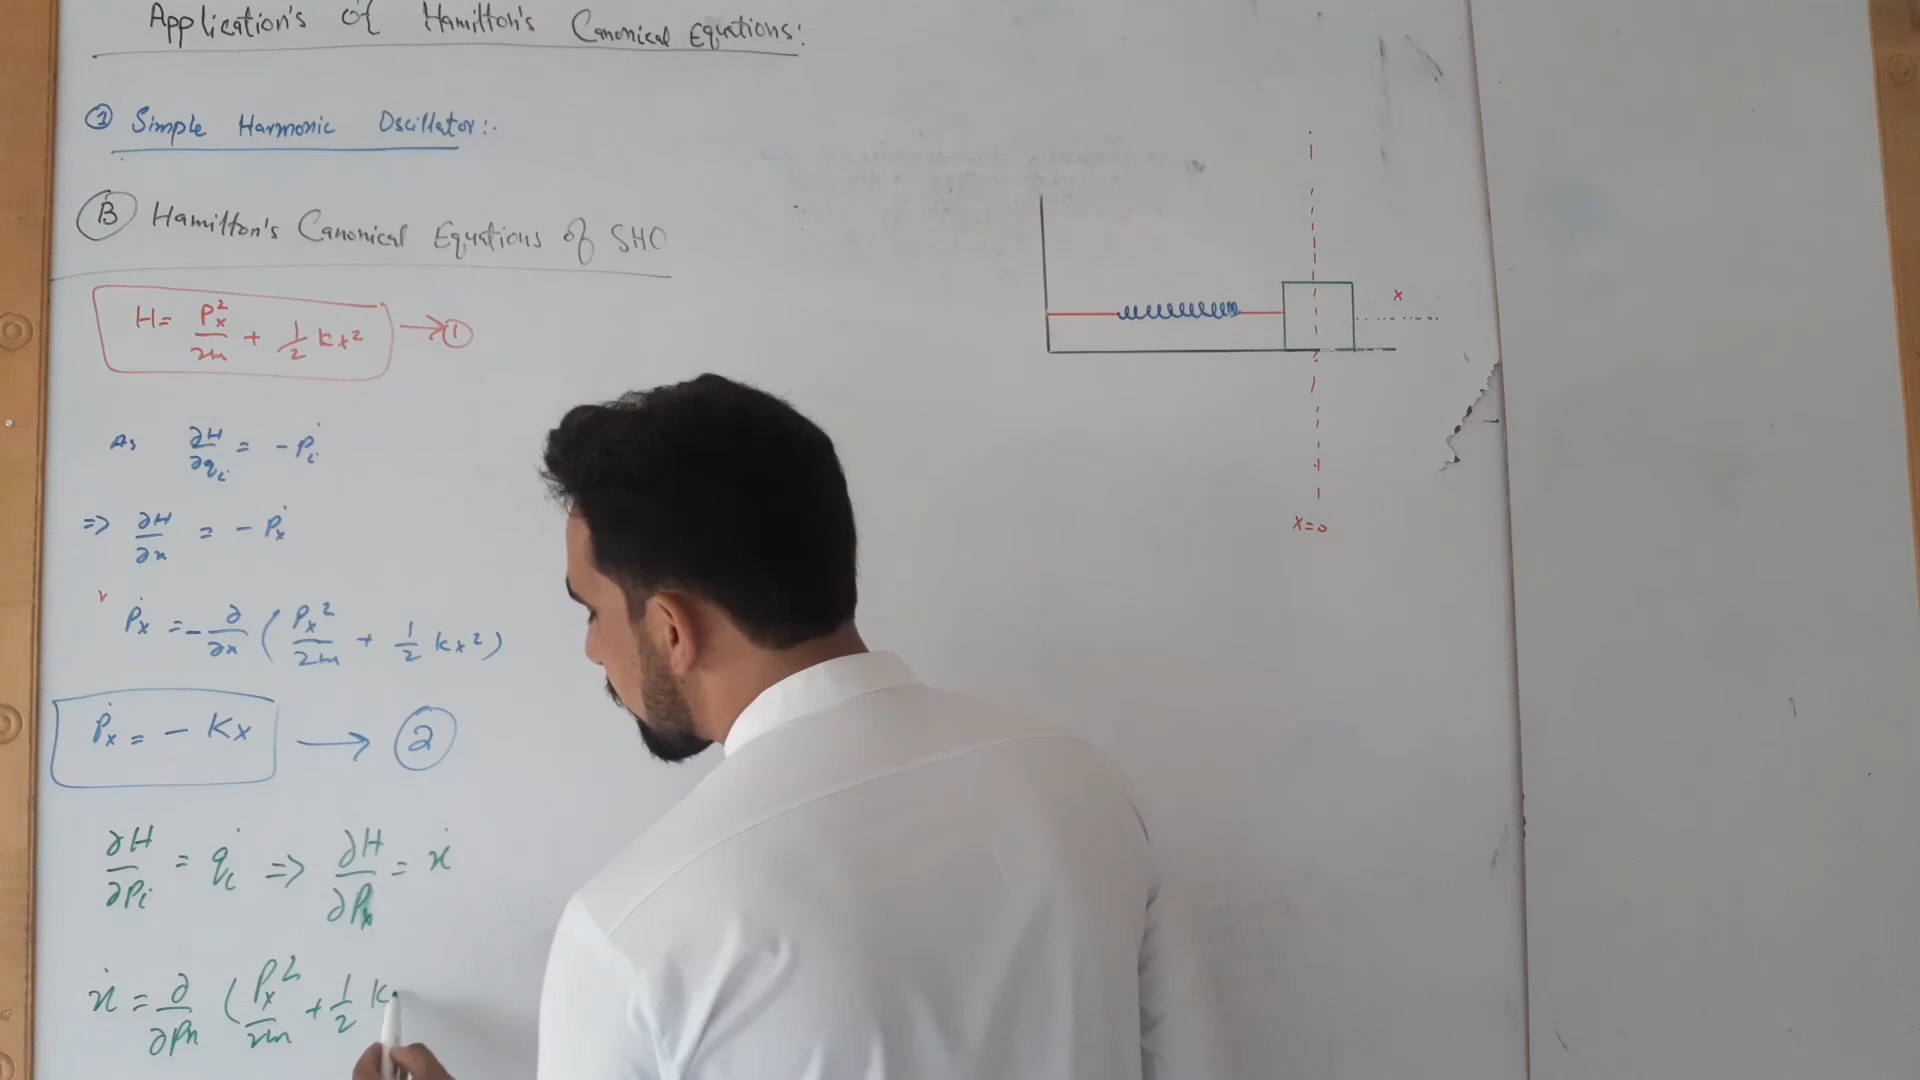 Application's of Hamilton's Canonical Equations:
① Simple Harmonic Oscillator:-
Ⓑ Hamilton's Canonical Equations of SHO
H = Px²/2m + 1/2 kx² → ①
As ∂H/∂qi = - Ṗi
=> ∂H/∂x = - Ṗx
Ṗx = - ∂/∂x ( Px²/2m + 1/2 kx² )
Ṗx = - Kx → ②
∂H/∂Pi = q̇i => ∂H/∂Px = ẋ
ẋ = ∂/∂Px ( Px²/2m + 1/2 k
x
x=0